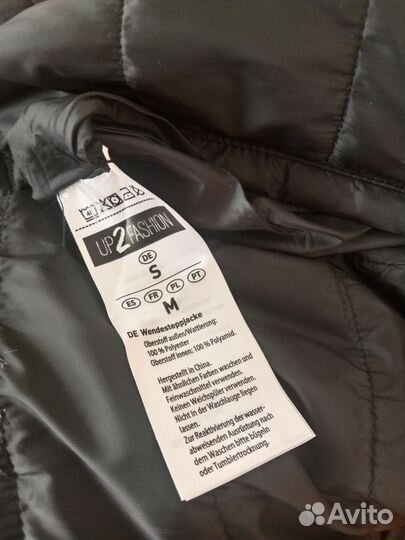 UP2FASHION
DE
S
ES FR PL PT
M
DE Wendesteppjacke
Oberstoff außen/Wattierung:
100 % Polyester
Oberstoff innen: 100 % Polyamid.
Hergestellt in China.
Mit ähnlichen Farben waschen und
Feinwaschmittel verwenden.
Keinen Weichspüler verwenden.
Nicht in der Waschlauge liegen
lassen.
Zur Reaktivierung der wasser-
abweisenden Ausrüstung nach
dem Waschen bitte bügeln
oder Tumblertrocknung.
Avito